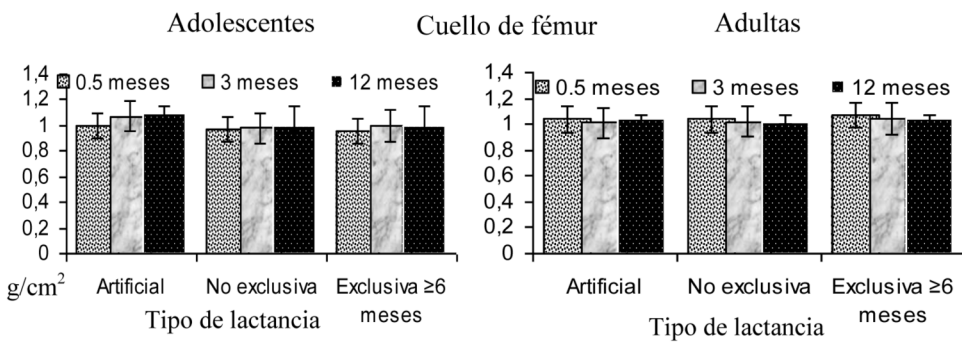 Adolescentes
Cuello de fémur
Adultas
1,4
1,2
1
0,8
0,6
0,4
0,2
0
0.5 meses
3 meses
12 meses
g/cm²
Artificial
No exclusiva
Exclusiva ≥6
meses
Tipo de lactancia
1,4
1,2
1
0,8
0,6
0,4
0,2
0
0.5 meses
3 meses
12 meses
Artificial
No exclusiva
Exclusiva ≥6
meses
Tipo de lactancia